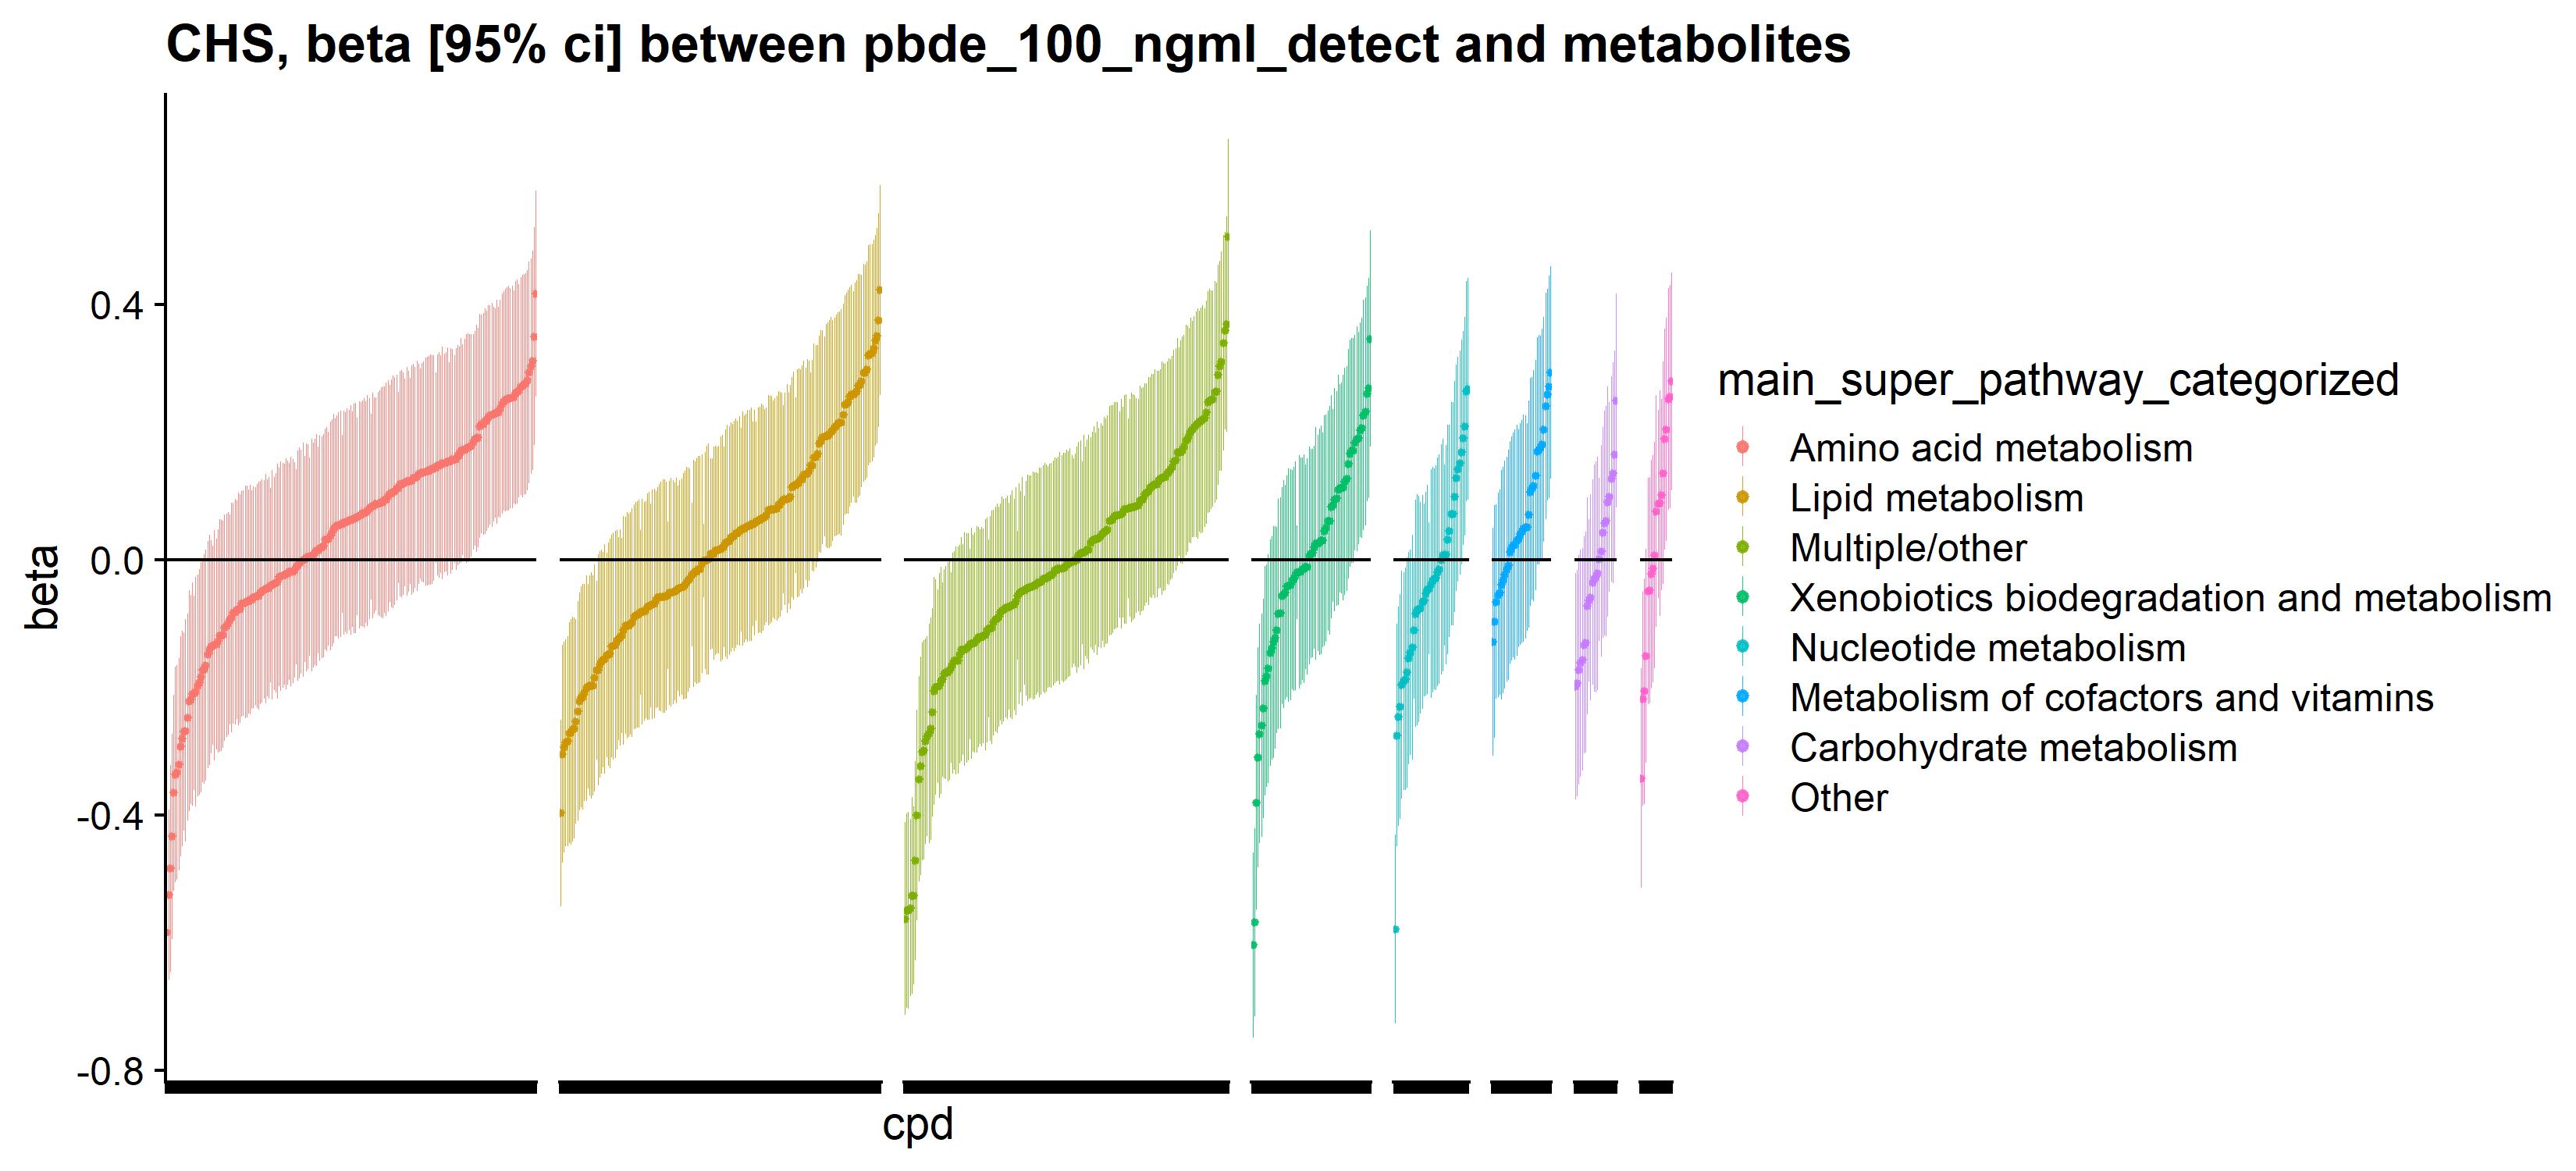 CHS, beta [95% ci] between pbde_100_ngml_detect and metabolites
beta
0.4
0.0
-0.4
-0.8
cpd
main_super_pathway_categorized
Amino acid metabolism
Lipid metabolism
Multiple/other
Xenobiotics biodegradation and metabolism
Nucleotide metabolism
Metabolism of cofactors and vitamins
Carbohydrate metabolism
Other